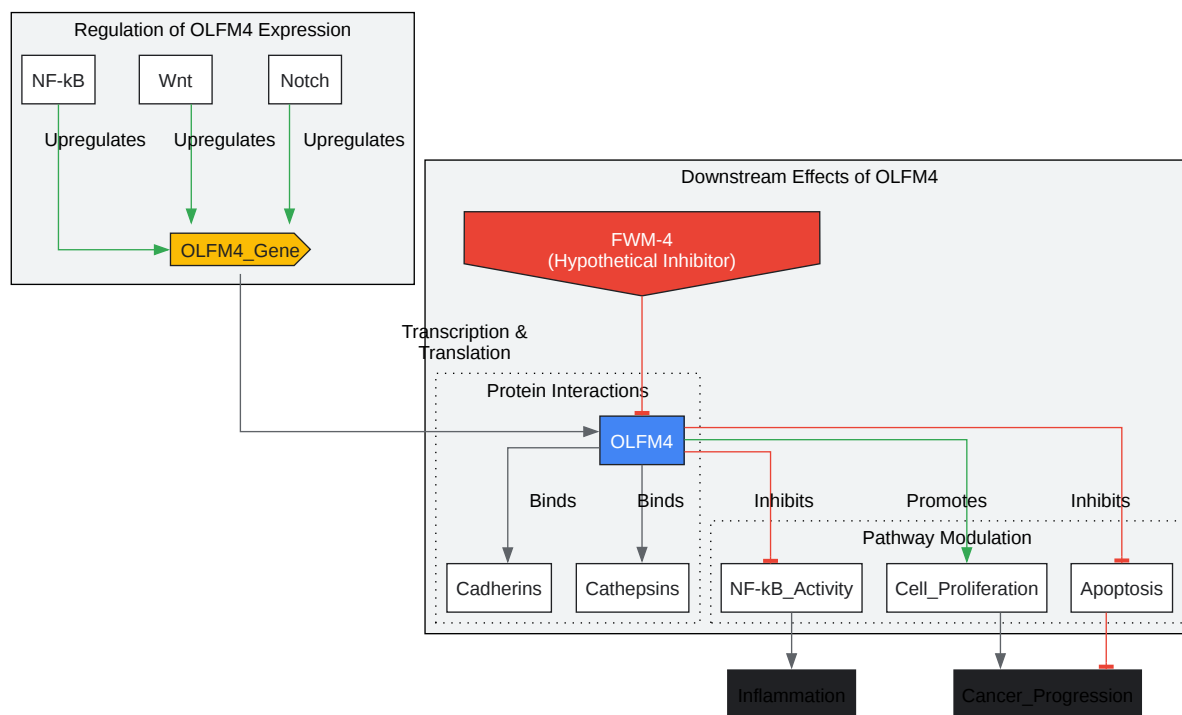 Regulation of OLFM4 Expression
NF-kB
Wnt
Notch
Upregulates
Upregulates
Upregulates
OLFM4_Gene
Downstream Effects of OLFM4
FWM-4
(Hypothetical Inhibitor)
Transcription &
Translation
Protein Interactions
OLFM4
Binds
Binds
Inhibits
Promotes
Inhibits
Pathway Modulation
Cadherins
Cathepsins
NF-kB_Activity
Cell_Proliferation
Apoptosis
Inflammation
Cancer_Progression